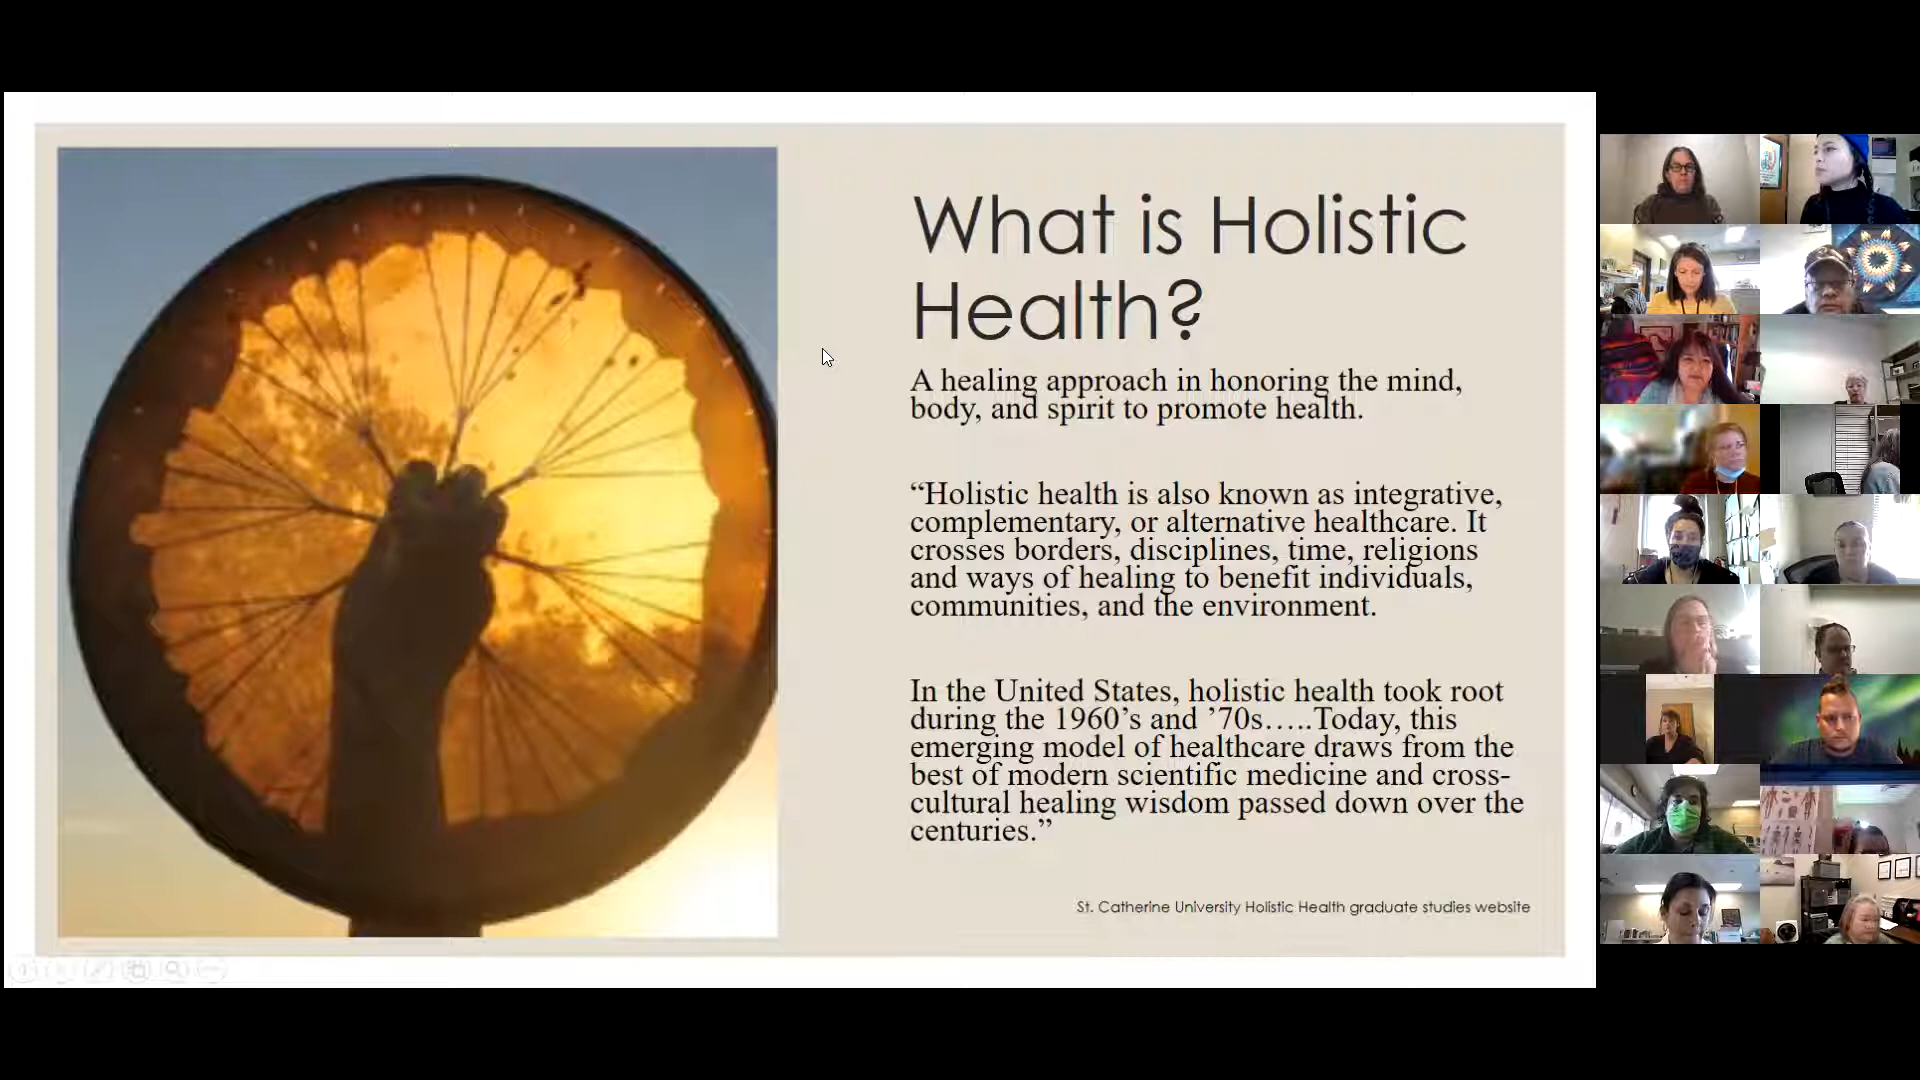 What is Holistic
Health?
A healing approach in honoring the mind,
body, and spirit to promote health.
“Holistic health is also known as integrative,
complementary, or alternative healthcare. It
crosses borders, disciplines, time, religions
and ways of healing to benefit individuals,
communities, and the environment.
In the United States, holistic health took root
during the 1960’s and ’70s…..Today, this
emerging model of healthcare draws from the
best of modern scientific medicine and cross-
cultural healing wisdom passed down over the
centuries.”
St. Catherine University Holistic Health graduate studies website